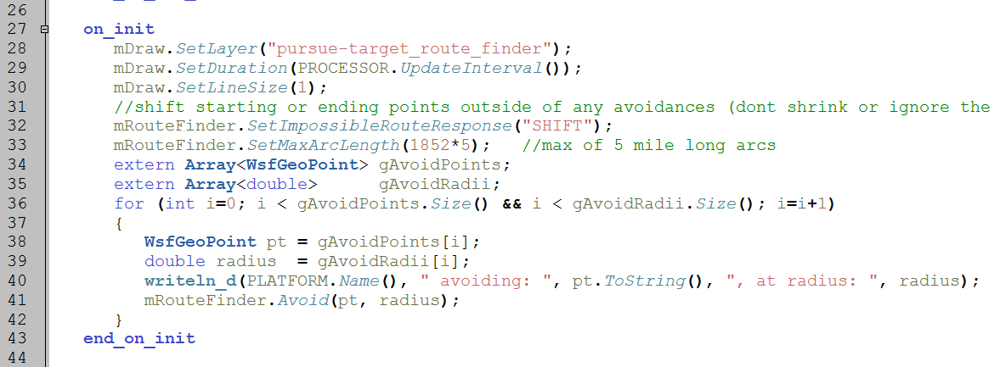 26
27 on_init
28 mDraw.SetLayer("pursue-target_route_finder");
29 mDraw.SetDuration(PROCESSOR.UpdateInterval());
30 mDraw.SetLineSize(1);
31 //shift starting or ending points outside of any avoidances (dont shrink or ignore the
32 mRouteFinder.SetImpossibleRouteResponse("SHIFT");
33 mRouteFinder.SetMaxArcLength(1852*5); //max of 5 mile long arcs
34 extern Array<WsfGeoPoint> gAvoidPoints;
35 extern Array<double> gAvoidRadii;
36 for (int i=0; i < gAvoidPoints.Size() && i < gAvoidRadii.Size(); i=i+1)
37 {
38 WsfGeoPoint pt = gAvoidPoints[i];
39 double radius = gAvoidRadii[i];
40 writeln_d(PLATFORM.Name(), " avoiding: ", pt.ToString(), ", at radius: ", radius);
41 mRouteFinder.Avoid(pt, radius);
42 }
43 end_on_init
44